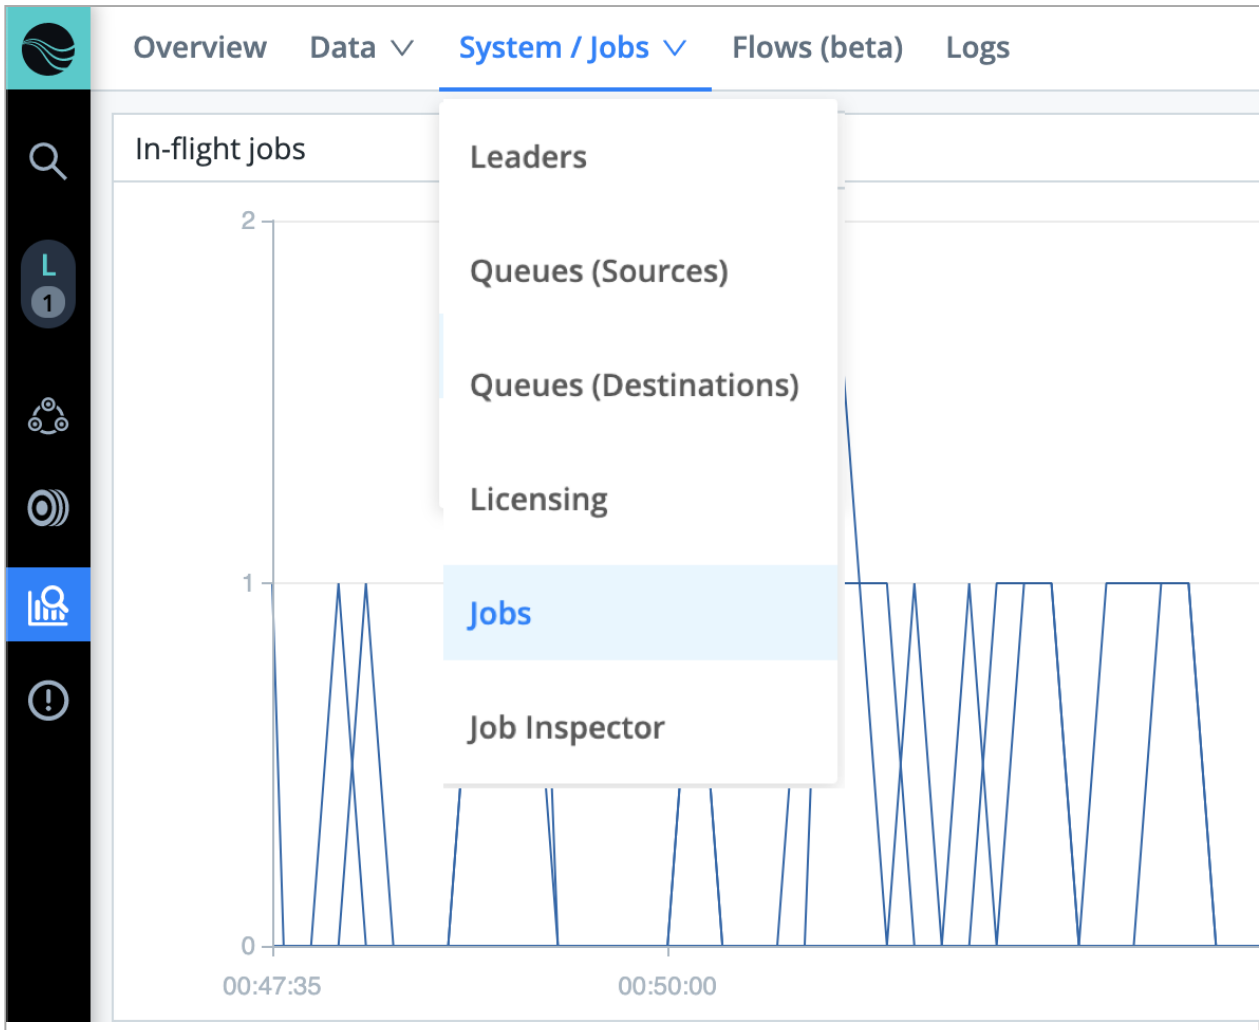 Overview Data System / Jobs Flows (beta) Logs
In-flight jobs
Leaders
Queues (Sources)
Queues (Destinations)
Licensing
Jobs
Job Inspector
L
1
2
1
0
00:47:35 00:50:00